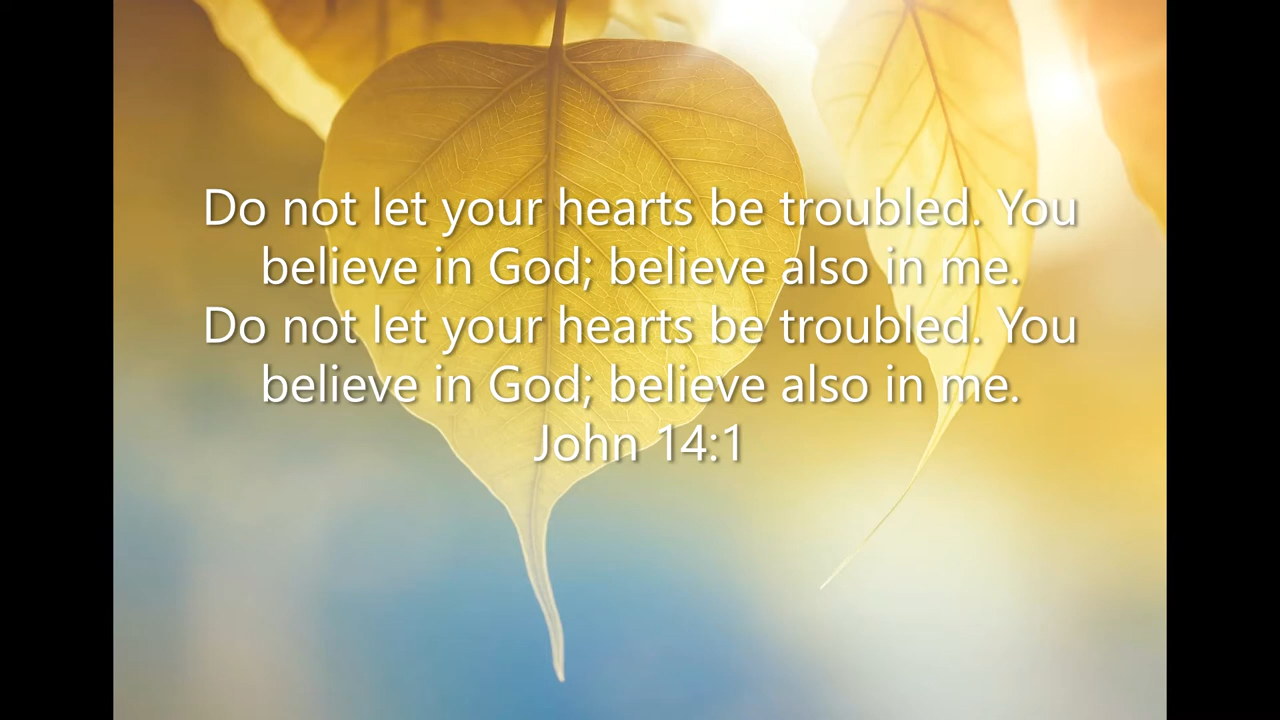 Do not let your hearts be troubled. You
believe in God; believe also in me.
Do not let your hearts be troubled. You
believe in God; believe also in me.
John 14:1